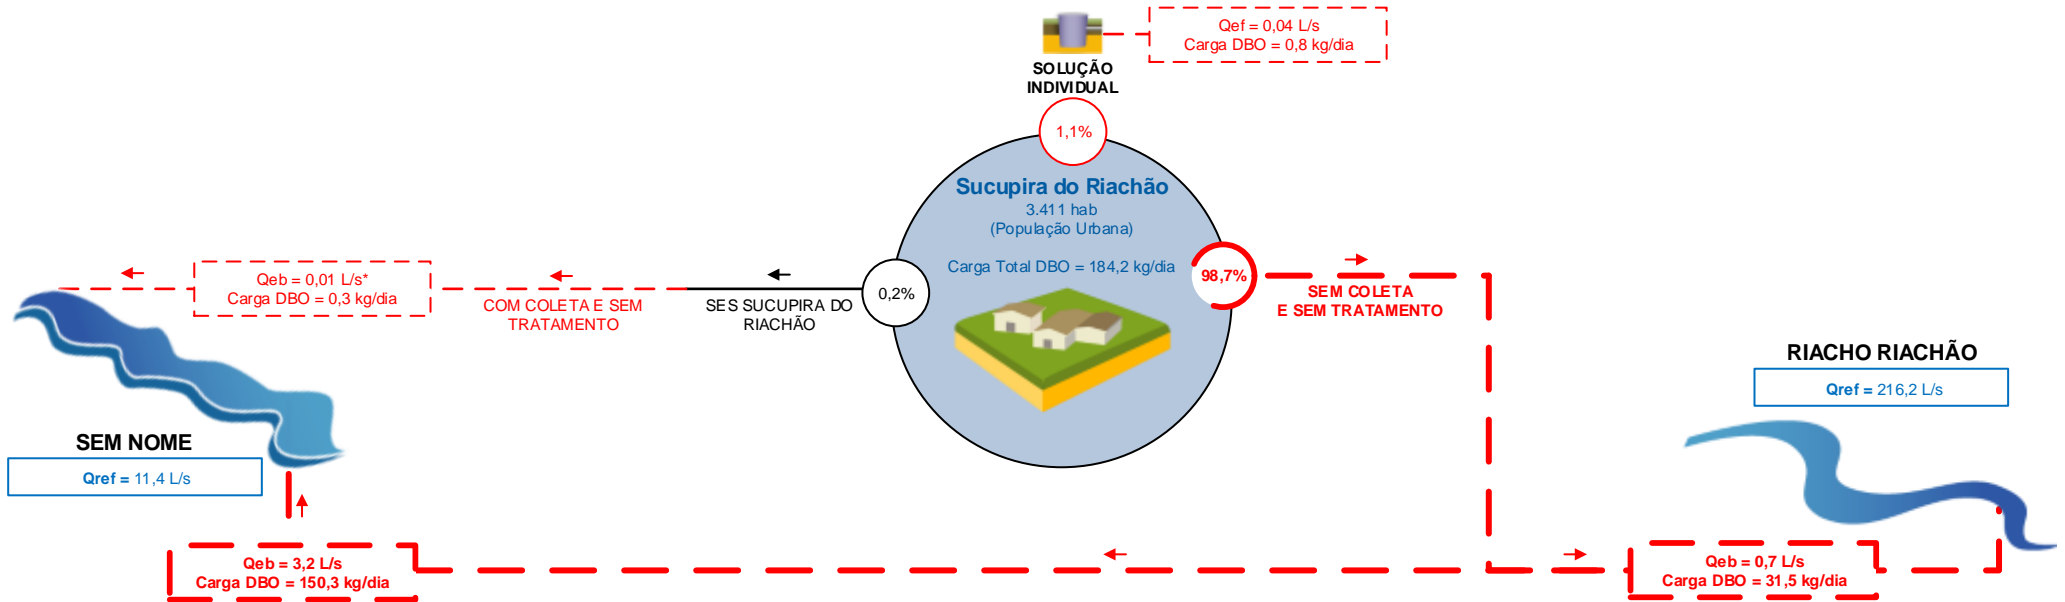 Qef = 0,04 L/s
Carga DBO = 0,8 kg/dia
SOLUÇÃO
INDIVIDUAL
1,1%
Sucupira do Riachão
3.411 hab
(População Urbana)
Carga Total DBO = 184,2 kg/dia
98,7%
0,2%
SEM COLETA
E SEM TRATAMENTO
SES SUCUPIRA DO
RIACHÃO
COM COLETA E SEM
TRATAMENTO
Qeb = 0,01 L/s*
Carga DBO = 0,3 kg/dia
SEM NOME
Qref = 11,4 L/s
Qeb = 3,2 L/s
Carga DBO = 150,3 kg/dia
RIACHO RIACHÃO
Qref = 216,2 L/s
Qeb = 0,7 L/s
Carga DBO = 31,5 kg/dia